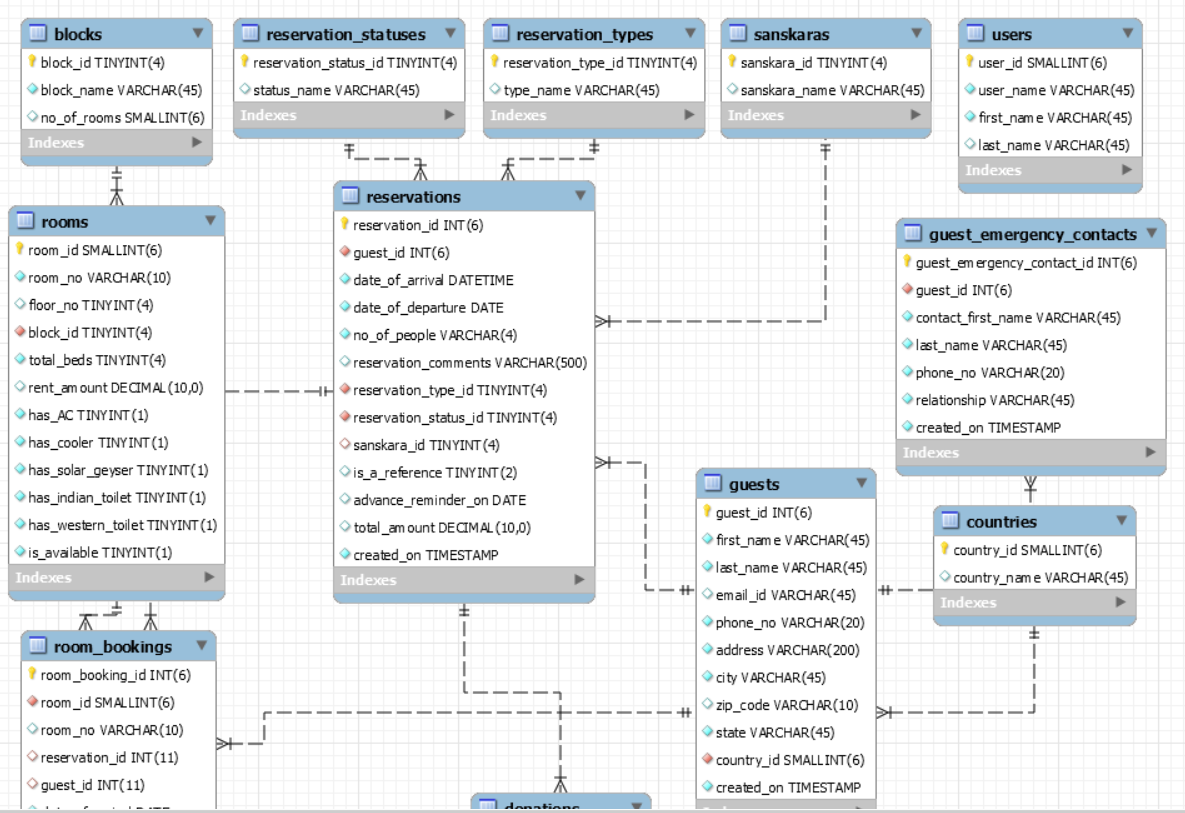 blocks
block_id TINYINT(4)
block_name VARCHAR(45)
no_of_rooms SMALLINT(6)
Indexes
reservation_statuses
reservation_status_id TINYINT(4)
status_name VARCHAR(45)
Indexes
reservation_types
reservation_type_id TINYINT(4)
type_name VARCHAR(45)
Indexes
sanskaras
sanskara_id TINYINT(4)
sanskara_name VARCHAR(45)
Indexes
users
user_id SMALLINT(6)
user_name VARCHAR(45)
first_name VARCHAR(45)
last_name VARCHAR(45)
Indexes
rooms
room_id SMALLINT(6)
room_no VARCHAR(10)
floor_no TINYINT(4)
block_id TINYINT(4)
total_beds TINYINT(4)
rent_amount DECIMAL(10,0)
has_AC TINYINT(1)
has_cooler TINYINT(1)
has_solar_geyser TINYINT(1)
has_indian_toilet TINYINT(1)
has_western_toilet TINYINT(1)
is_available TINYINT(1)
Indexes
reservations
reservation_id INT(6)
guest_id INT(6)
date_of_arrival DATETIME
date_of_departure DATE
no_of_people VARCHAR(4)
reservation_comments VARCHAR(500)
reservation_type_id TINYINT(4)
reservation_status_id TINYINT(4)
sanskara_id TINYINT(4)
is_a_reference TINYINT(2)
advance_reminder_on DATE
total_amount DECIMAL(10,0)
created_on TIMESTAMP
Indexes
guest_emergency_contacts
guest_emergency_contact_id INT(6)
guest_id INT(6)
contact_first_name VARCHAR(45)
last_name VARCHAR(45)
phone_no VARCHAR(20)
relationship VARCHAR(45)
created_on TIMESTAMP
Indexes
guests
guest_id INT(6)
first_name VARCHAR(45)
last_name VARCHAR(45)
email_id VARCHAR(45)
phone_no VARCHAR(20)
address VARCHAR(200)
city VARCHAR(45)
zip_code VARCHAR(10)
state VARCHAR(45)
country_id SMALLINT(6)
created_on TIMESTAMP
countries
country_id SMALLINT(6)
country_name VARCHAR(45)
Indexes
room_bookings
room_booking_id INT(6)
room_id SMALLINT(6)
room_no VARCHAR(10)
reservation_id INT(11)
guest_id INT(11)
donations